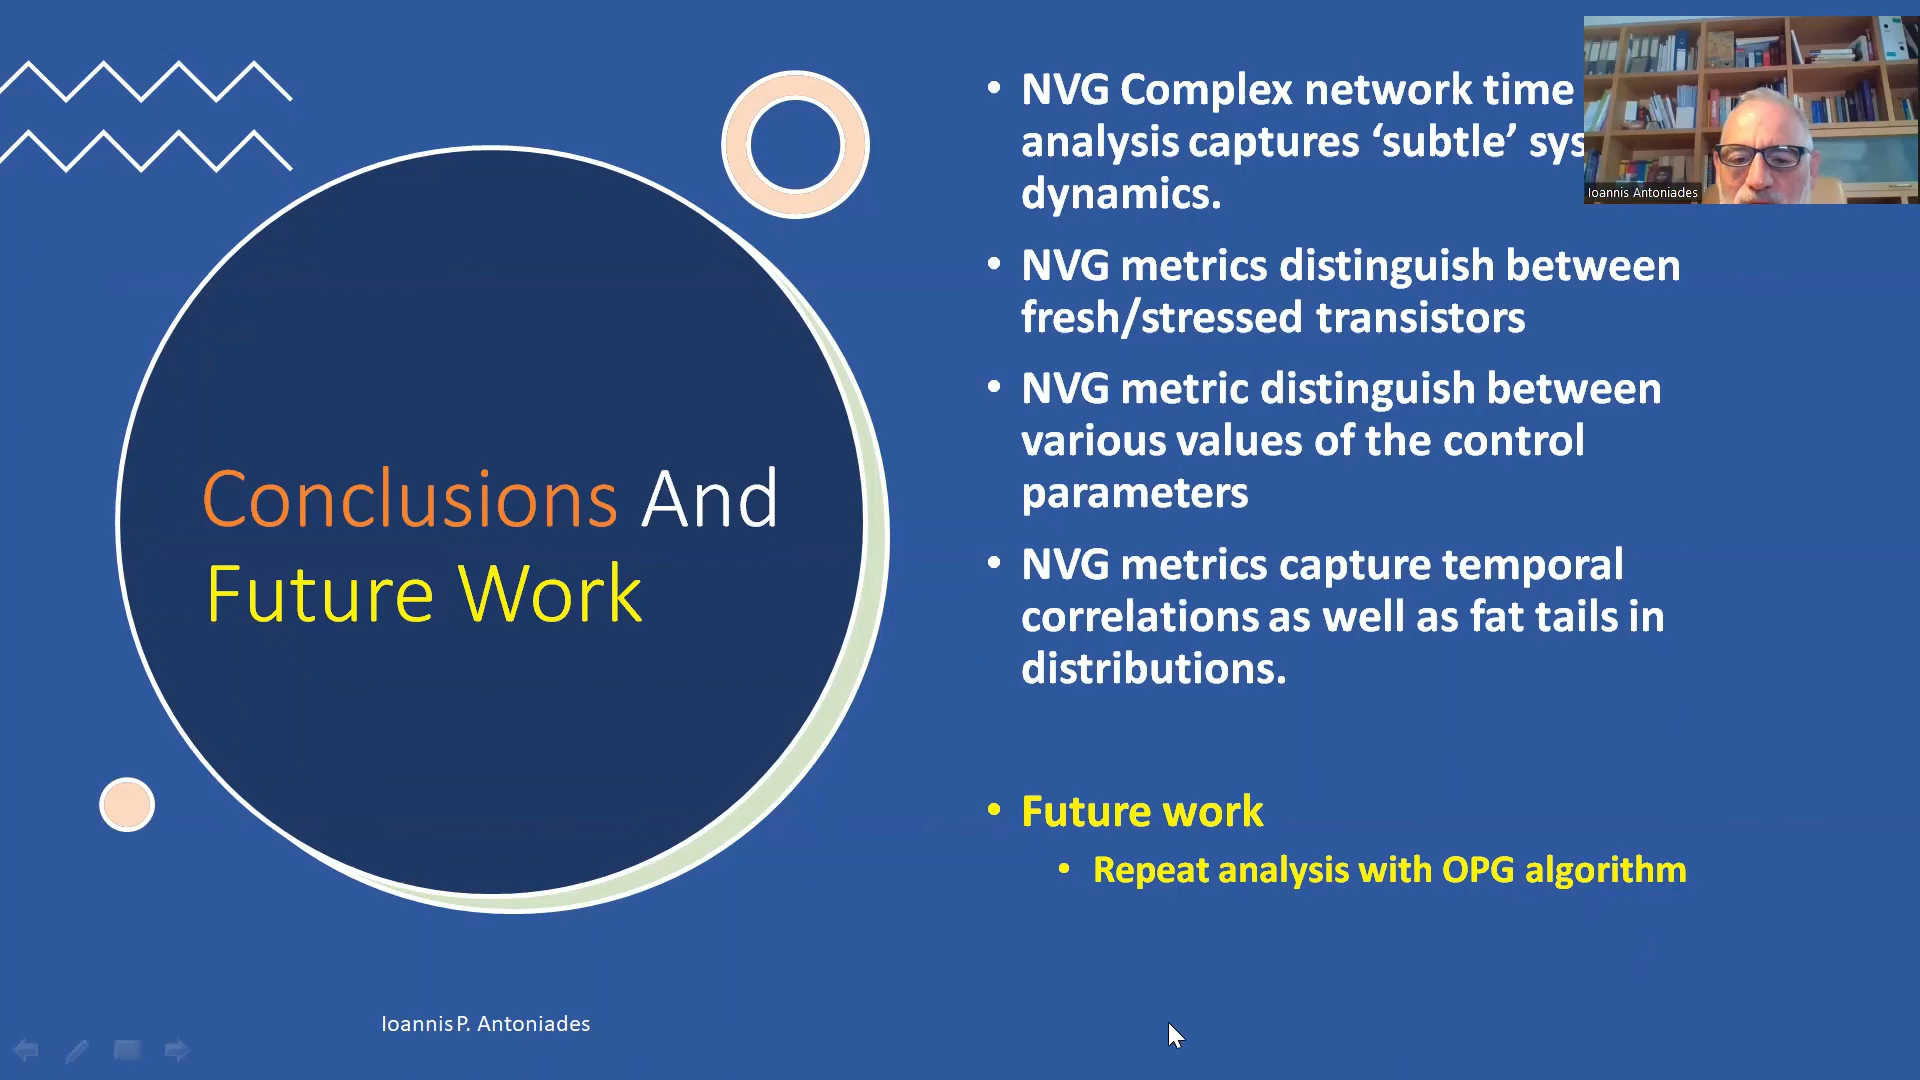 NVG Complex network time
analysis captures ‘subtle’ sys
dynamics.
NVG metrics distinguish between
fresh/stressed transistors
NVG metric distinguish between
various values of the control
parameters
NVG metrics capture temporal
correlations as well as fat tails in
distributions.
Future work
Repeat analysis with OPG algorithm
Conclusions And
Future Work
Ioannis P. Antoniades
Ioannis Antoniades